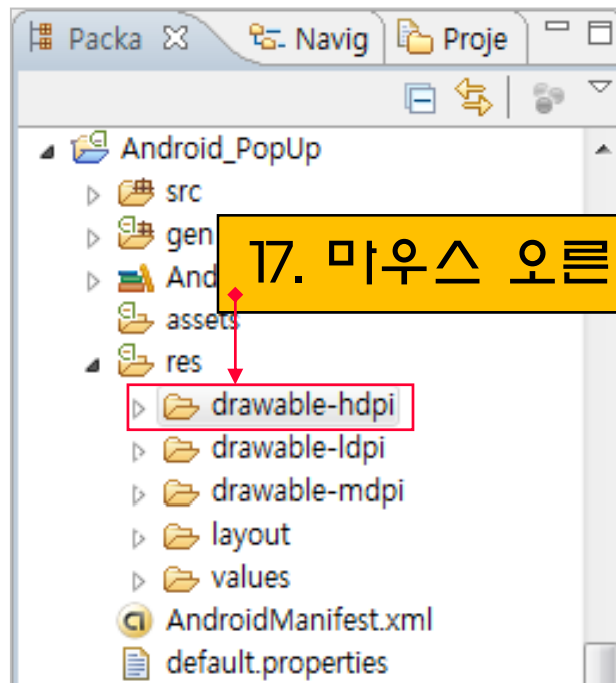 Packa Navig Proje
Android_PopUp
src
gen
17. 마우스 오른
And
assets
res
drawable-hdpi
drawable-ldpi
drawable-mdpi
layout
values
AndroidManifest.xml
default.properties